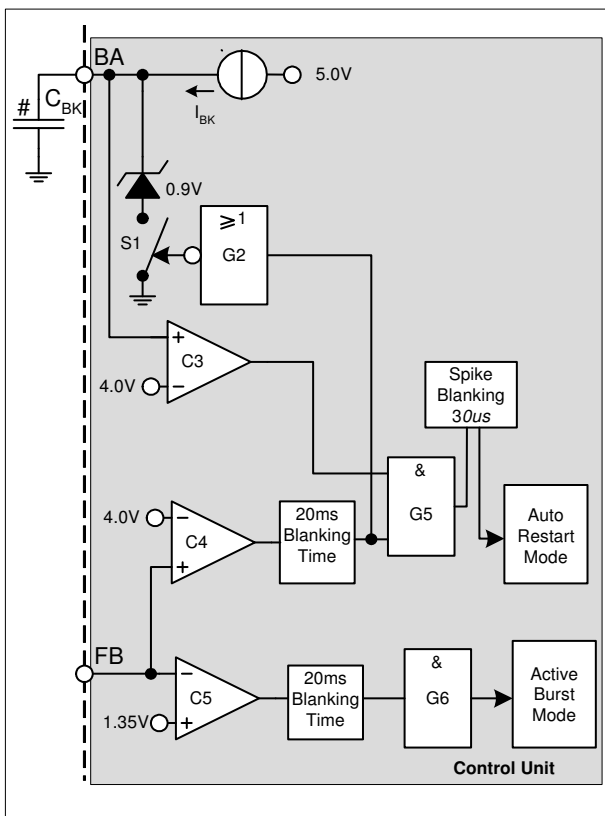 BA
5.0V
# C_BK
I_BK
0.9V
S1
≥1
G2
C3
4.0V
Spike
Blanking
30us
&
G5
4.0V
C4
20ms
Blanking
Time
Auto
Restart
Mode
FB
C5
1.35V
20ms
Blanking
Time
&
G6
Active
Burst
Mode
Control Unit